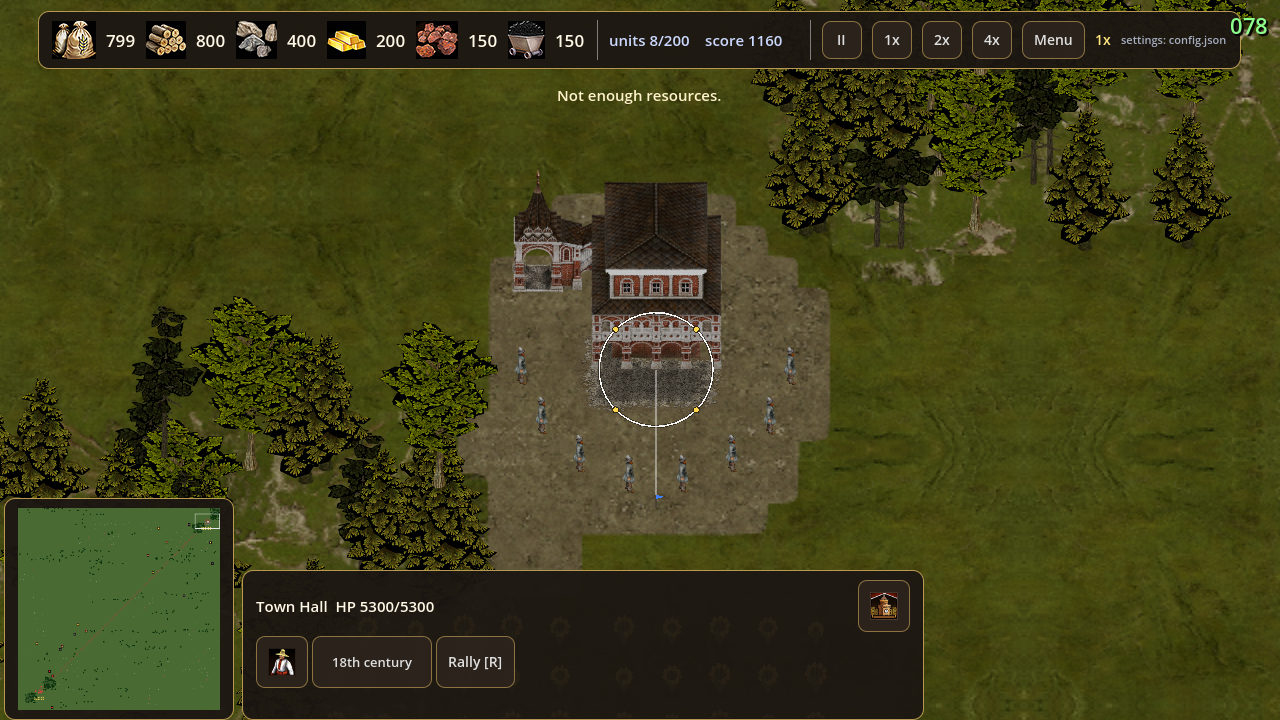 799 800 400 200 150 150 units 8/200 score 1160 II 1x 2x 4x Menu 1x settings: config.json 078
Not enough resources.
Town Hall HP 5300/5300
18th century Rally [R]